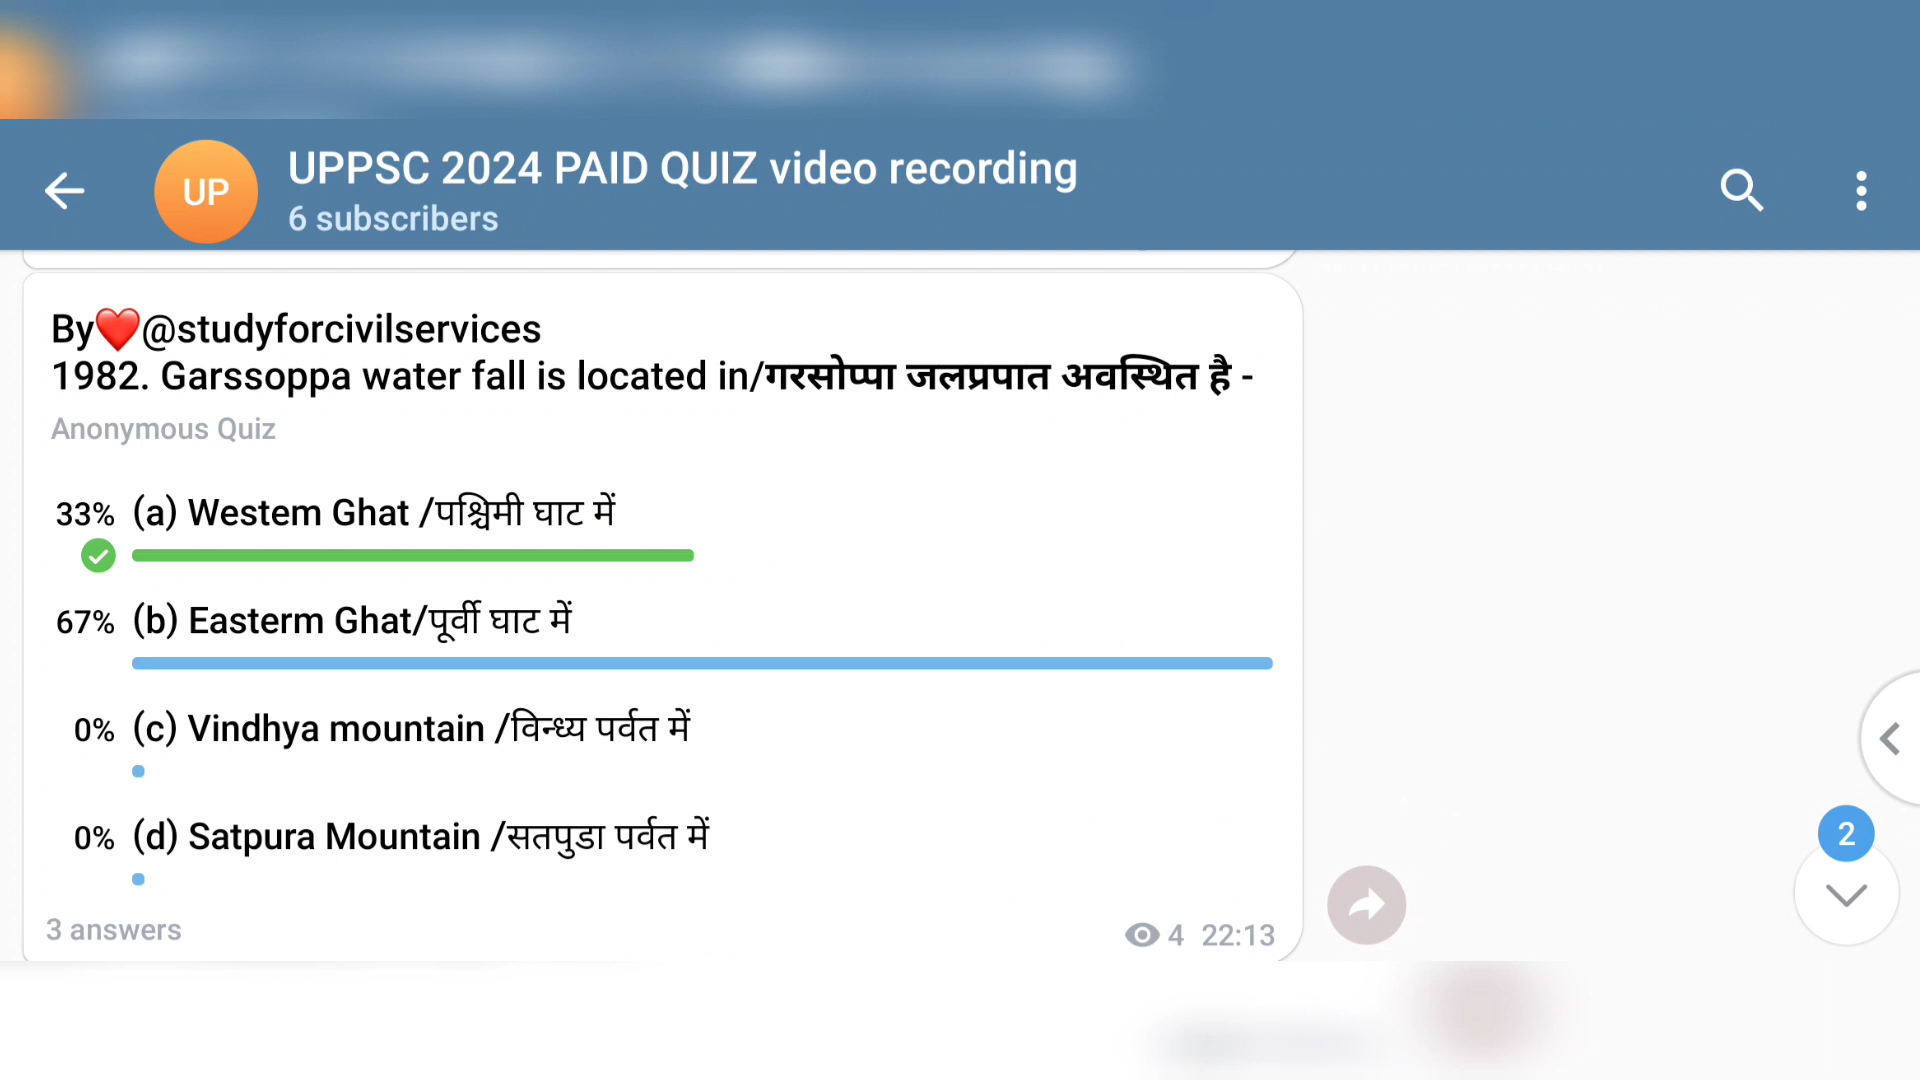 UP
UPPSC 2024 PAID QUIZ video recording
6 subscribers
By❤️@studyforcivilservices
1982. Garssoppa water fall is located in/गरसोप्पा जलप्रपात अवस्थित है -
Anonymous Quiz
33% (a) Westem Ghat /पश्चिमी घाट में
67% (b) Easterm Ghat/पूर्वी घाट में
0% (c) Vindhya mountain /विन्ध्य पर्वत में
0% (d) Satpura Mountain /सतपुडा पर्वत में
2
3 answers
4 22:13